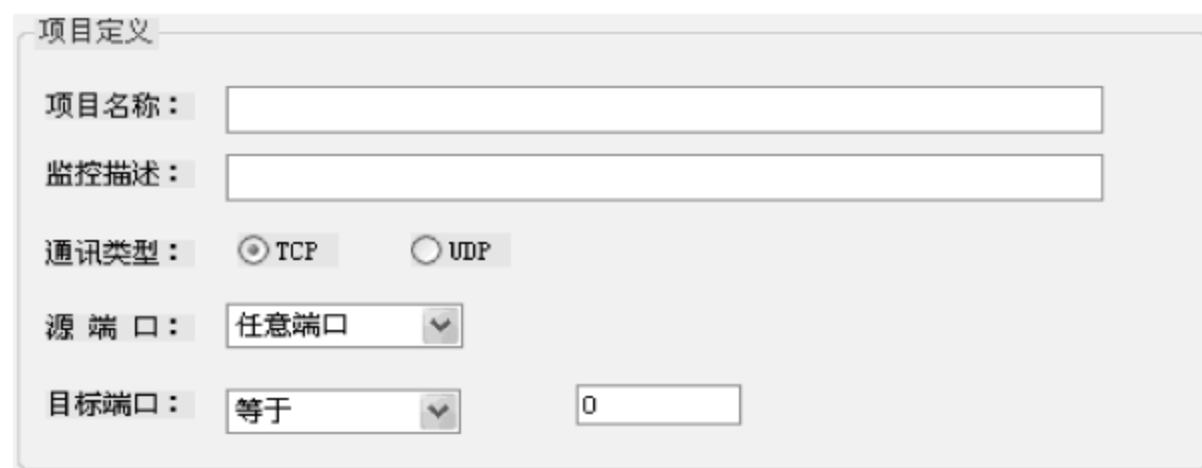 项目定义
项目名称：
监控描述：
通讯类型： TCP UDP
源 端 口： 任意端口
目标端口： 等于 0